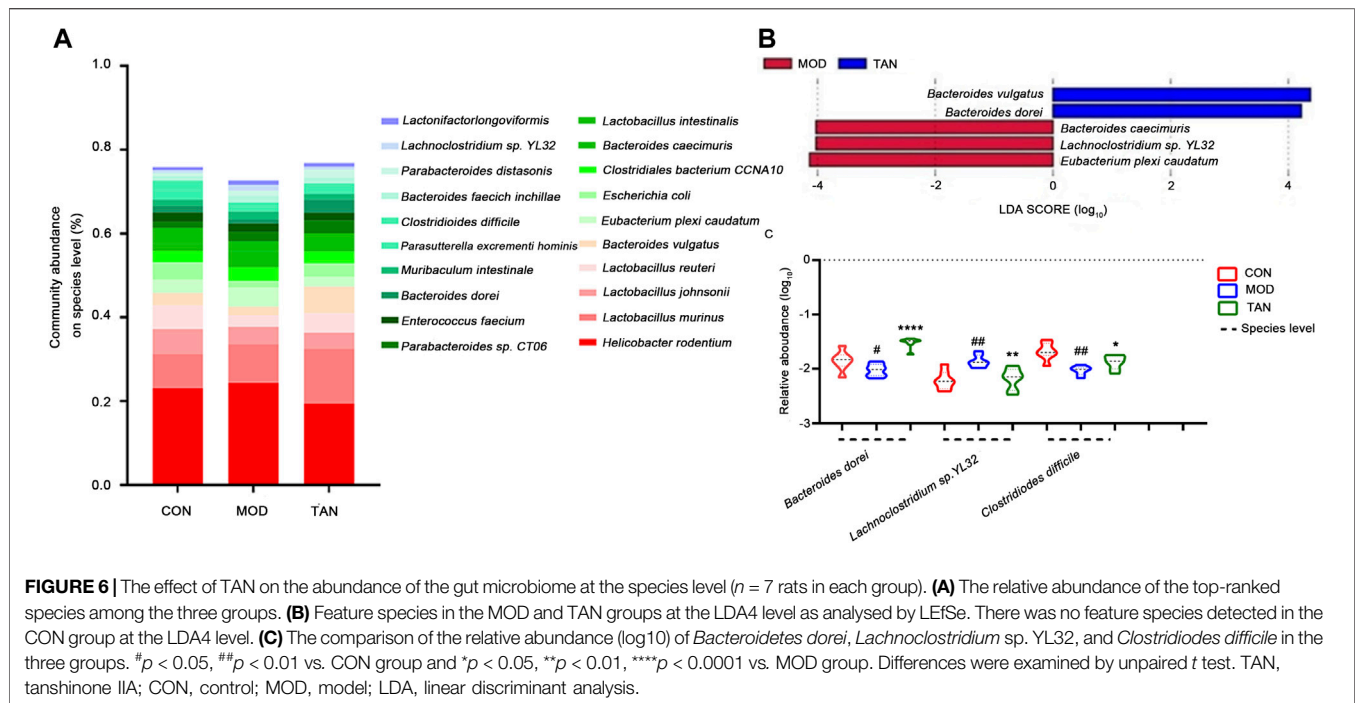 A
1.0
0.8
0.6
0.4
0.2
0.0
Community abundance
on species level (%)
CON
MOD
TAN
Lactonifactorlongoviformis
Lachnoclostridium sp. YL32
Parabacteroides distasonis
Bacteroides faecich inchillae
Clostridioides difficile
Parasutterella excrementi hominis
Muribaculum intestinale
Bacteroides dorei
Enterococcus faecium
Parabacteroides sp. CT06
Lactobacillus intestinalis
Bacteroides caecimuris
Clostridiales bacterium CCNA10
Escherichia coli
Eubacterium plexi caudatum
Bacteroides vulgatus
Lactobacillus reuteri
Lactobacillus johnsonii
Lactobacillus murinus
Helicobacter rodentium
B
MOD
TAN
Bacteroides vulgatus
Bacteroides dorei
Bacteroides caecimuris
Lachnoclostridium sp. YL32
Eubacterium plexi caudatum
-4
-2
0
2
4
LDA SCORE (log10)
C
0
-1
-2
-3
Relative aboudance (log10)
#
****
##
**
##
*
CON
MOD
TAN
Species level
Bacteroides dorei
Lachnoclostridium sp. YL32
Clostridiodes difficile
FIGURE 6 | The effect of TAN on the abundance of the gut microbiome at the species level (n = 7 rats in each group). (A) The relative abundance of the top-ranked
species among the three groups. (B) Feature species in the MOD and TAN groups at the LDA4 level as analysed by LEfSe. There was no feature species detected in the
CON group at the LDA4 level. (C) The comparison of the relative abundance (log10) of Bacteroidetes dorei, Lachnoclostridium sp. YL32, and Clostridiodes difficile in the
three groups. #p < 0.05, ##p < 0.01 vs. CON group and *p < 0.05, **p < 0.01, ****p < 0.0001 vs. MOD group. Differences were examined by unpaired t test. TAN,
tanshinone IIA; CON, control; MOD, model; LDA, linear discriminant analysis.